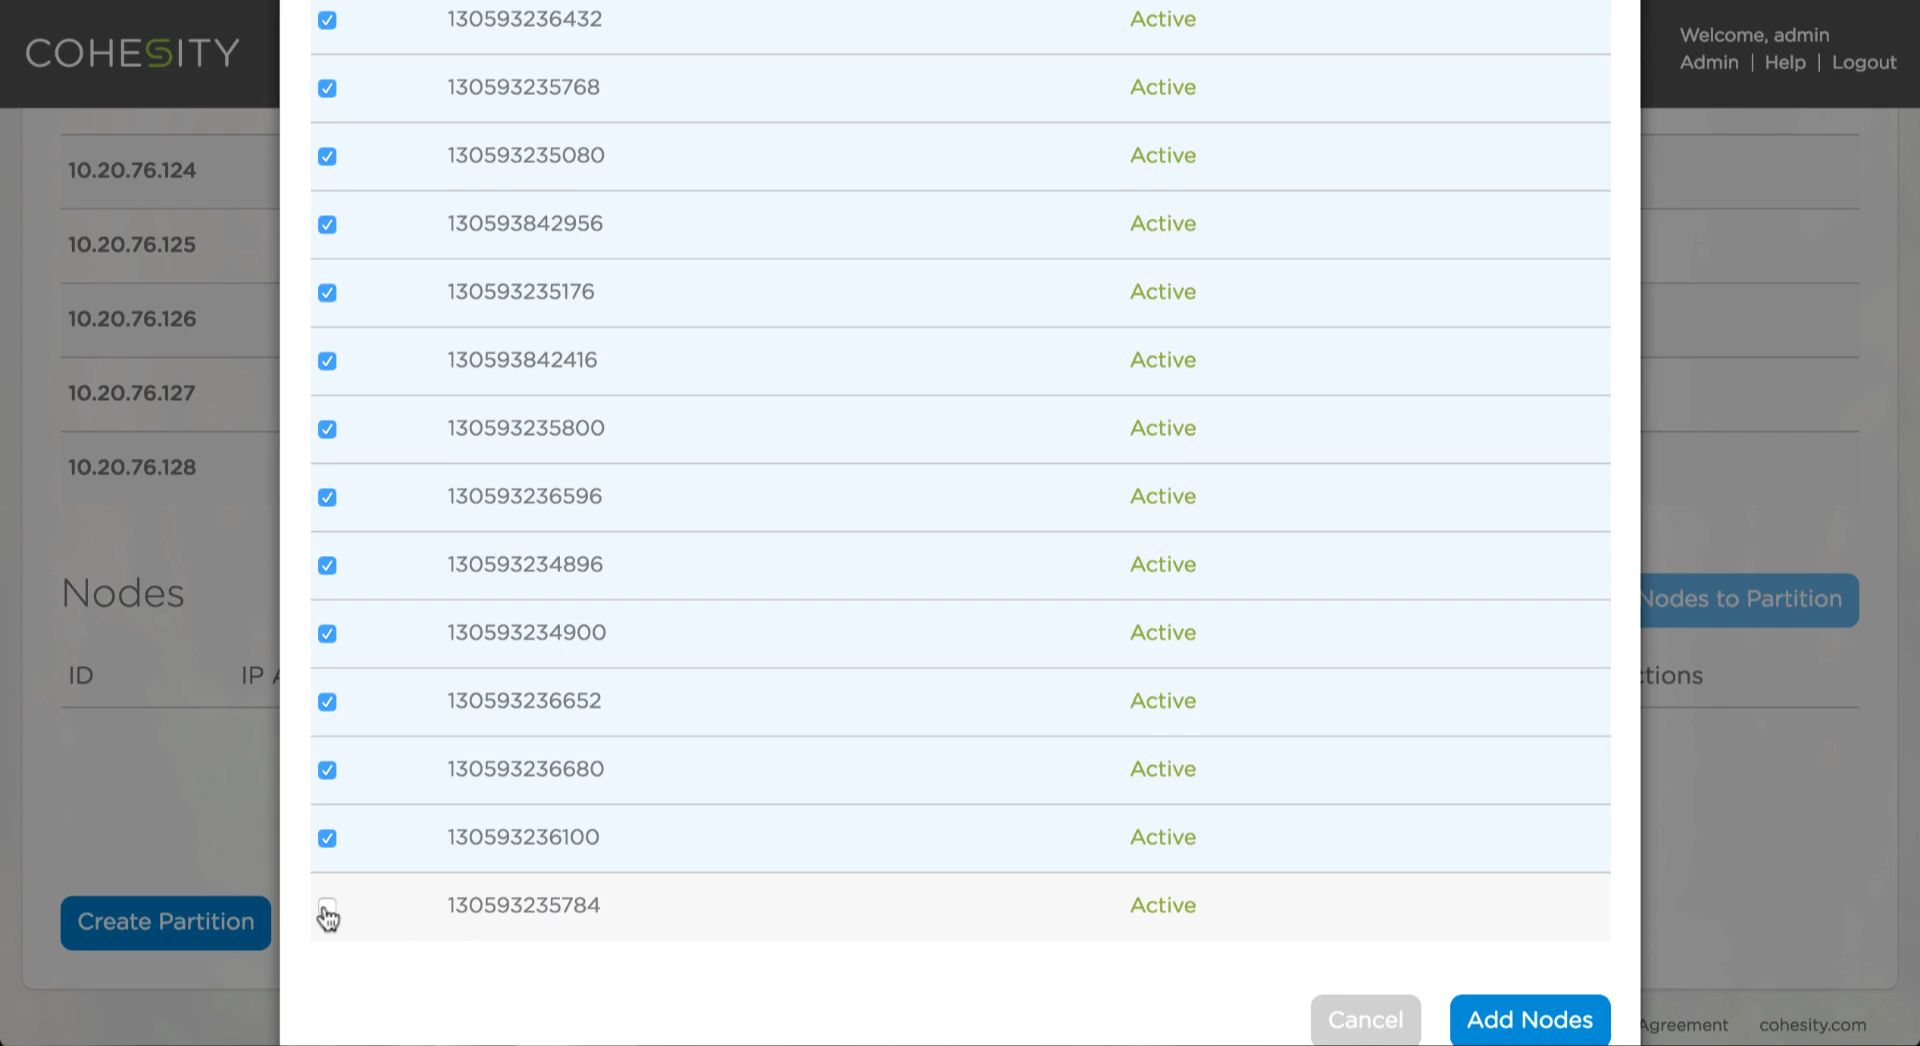 COHESITY
Welcome, admin
Admin | Help | Logout
10.20.76.124
10.20.76.125
10.20.76.126
10.20.76.127
10.20.76.128
Nodes
ID IP A
Create Partition
130593236432 Active
130593235768 Active
130593235080 Active
130593842956 Active
130593235176 Active
130593842416 Active
130593235800 Active
130593236596 Active
130593234896 Active
130593234900 Active
130593236652 Active
130593236680 Active
130593236100 Active
130593235784 Active
Cancel Add Nodes
Nodes to Partition
ctions
Agreement cohesity.com